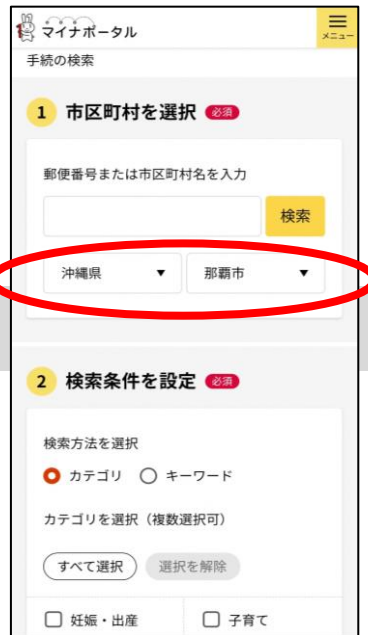 マイナポータル
メニュー
手続の検索
1 市区町村を選択 必須
郵便番号または市区町村名を入力
検索
沖縄県 ▼ 那覇市 ▼
2 検索条件を設定 必須
検索方法を選択
カテゴリ キーワード
カテゴリを選択（複数選択可）
すべて選択 選択を解除
妊娠・出産 子育て